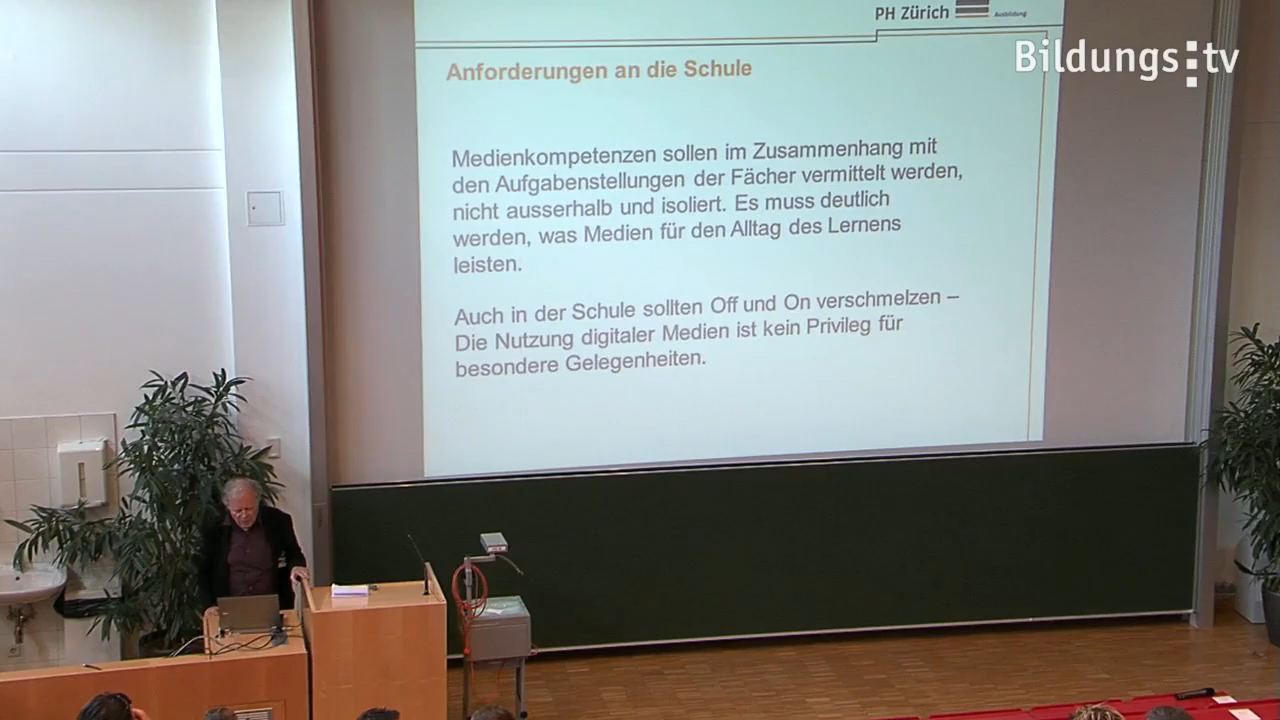 PH Zürich
Ausbildung
Bildungs:tv
Anforderungen an die Schule
Medienkompetenzen sollen im Zusammenhang mit
den Aufgabenstellungen der Fächer vermittelt werden,
nicht ausserhalb und isoliert. Es muss deutlich
werden, was Medien für den Alltag des Lernens
leisten.
Auch in der Schule sollten Off und On verschmelzen –
Die Nutzung digitaler Medien ist kein Privileg für
besondere Gelegenheiten.